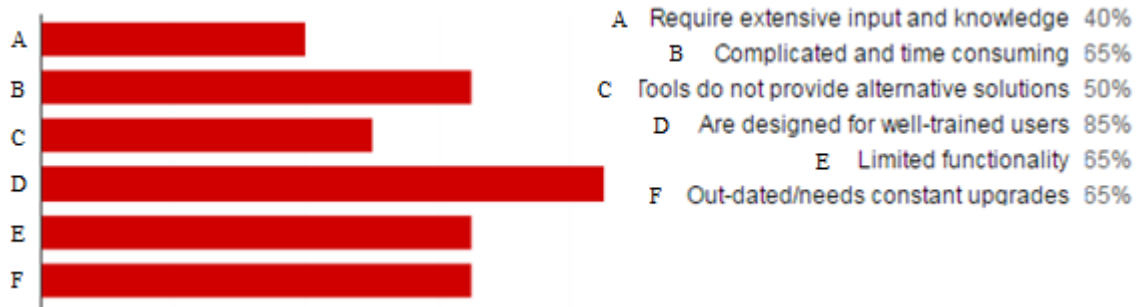 A
B
C
D
E
F
A Require extensive input and knowledge 40%
B Complicated and time consuming 65%
C Tools do not provide alternative solutions 50%
D Are designed for well-trained users 85%
E Limited functionality 65%
F Out-dated/needs constant upgrades 65%